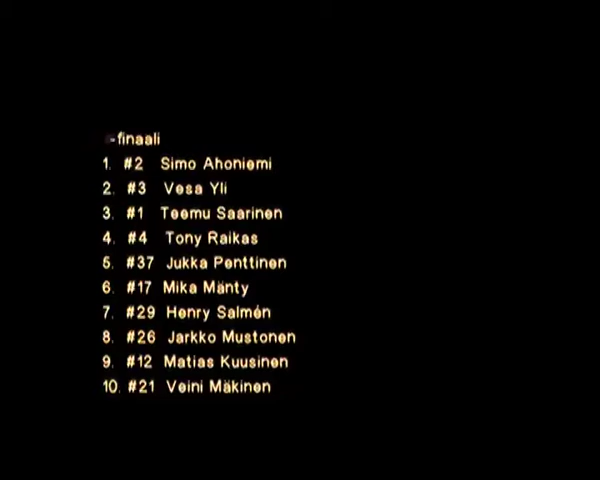 -finaali
1. #2 Simo Ahoniemi
2. #3 Vesa Yli
3. #1 Teemu Saarinen
4. #4 Tony Raikas
5. #37 Jukka Penttinen
6. #17 Mika Mänty
7. #29 Henry Salmén
8. #26 Jarkko Mustonen
9. #12 Matias Kuusinen
10. #21 Veini Mäkinen